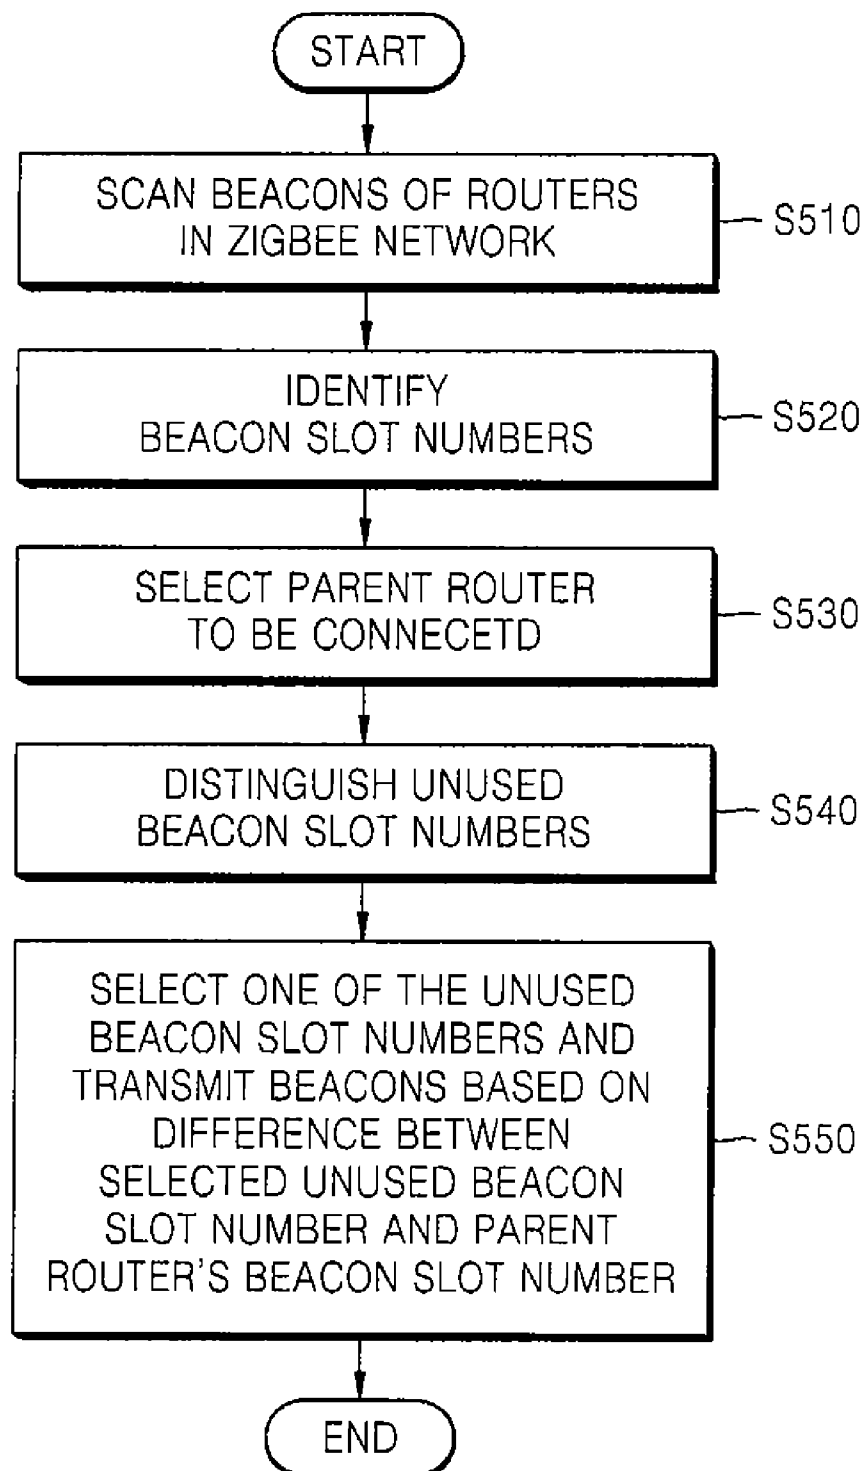 START
SCAN BEACONS OF ROUTERS
IN ZIGBEE NETWORK
S510
IDENTIFY
BEACON SLOT NUMBERS
S520
SELECT PARENT ROUTER
TO BE CONNECETD
S530
DISTINGUISH UNUSED
BEACON SLOT NUMBERS
S540
SELECT ONE OF THE UNUSED
BEACON SLOT NUMBERS AND
TRANSMIT BEACONS BASED ON
DIFFERENCE BETWEEN
SELECTED UNUSED BEACON
SLOT NUMBER AND PARENT
ROUTER'S BEACON SLOT NUMBER
S550
END